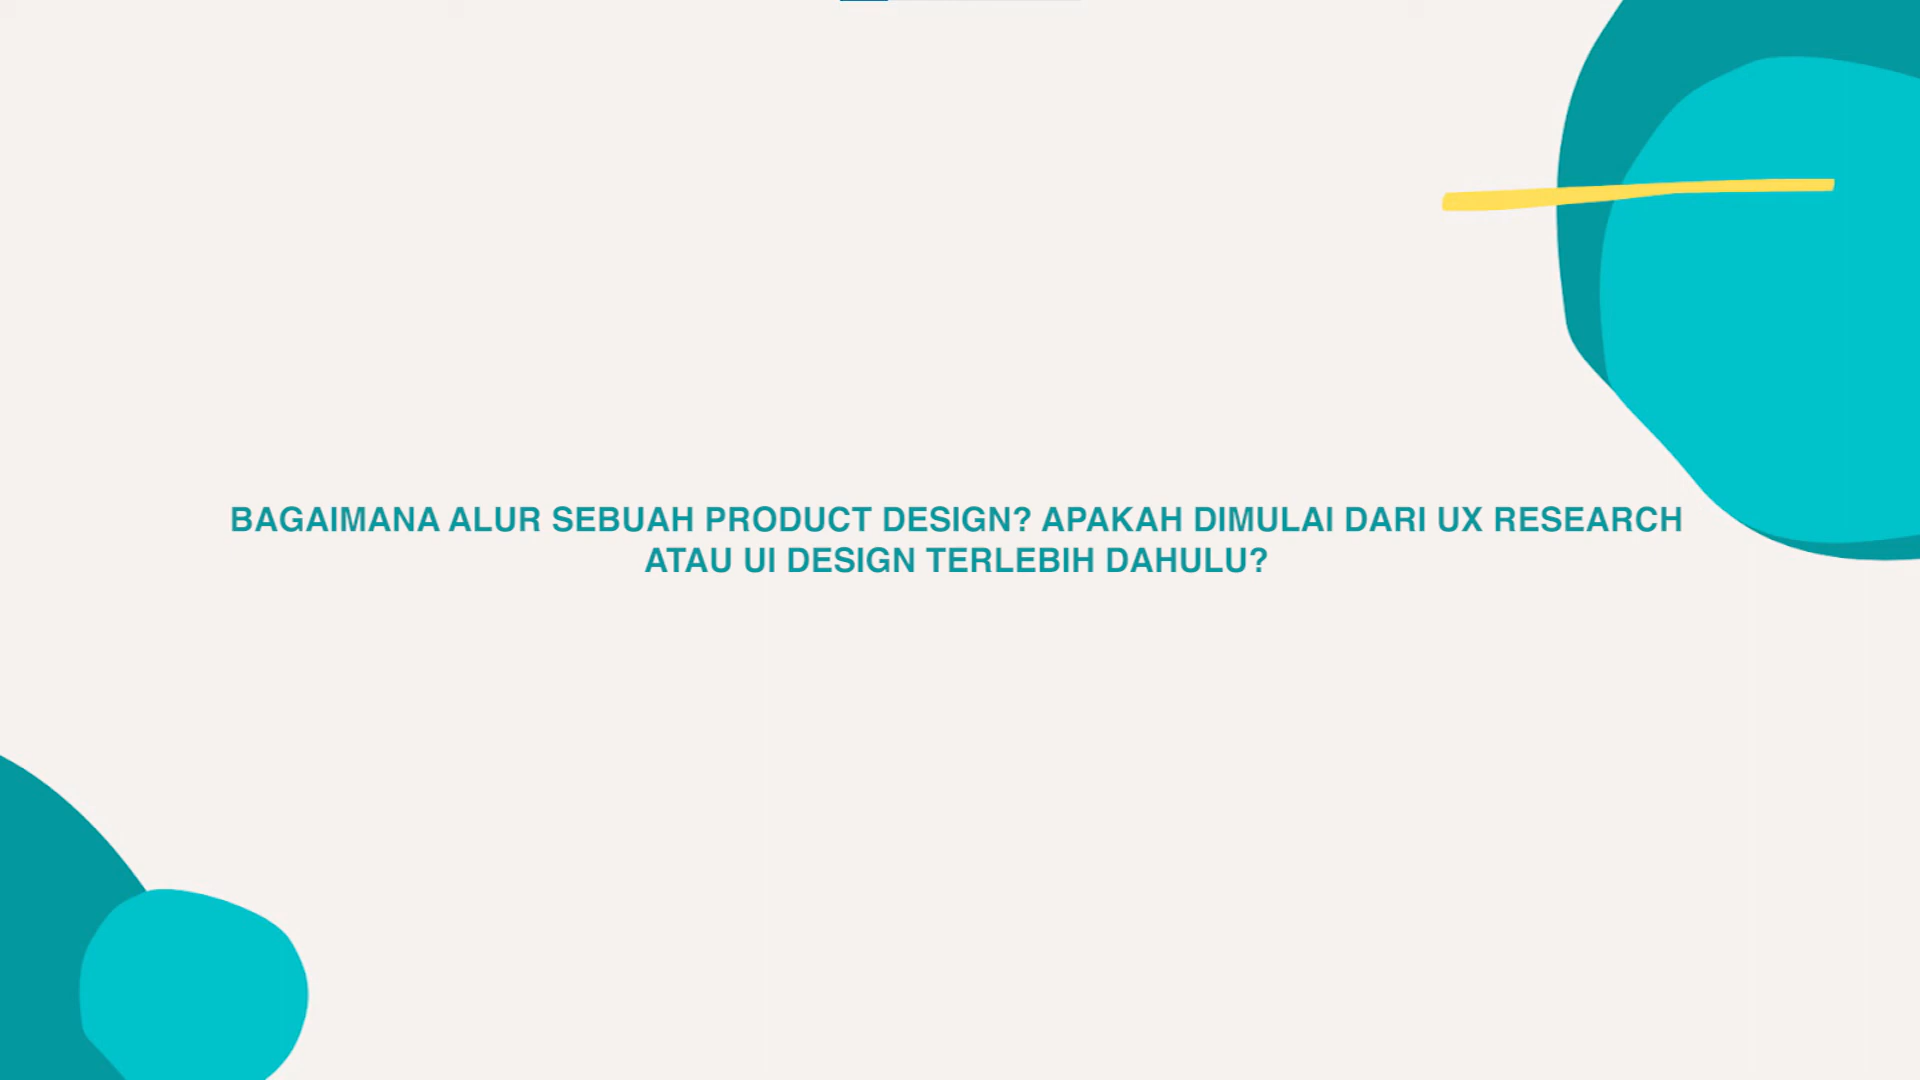 BAGAIMANA ALUR SEBUAH PRODUCT DESIGN? APAKAH DIMULAI DARI UX RESEARCH
ATAU UI DESIGN TERLEBIH DAHULU?